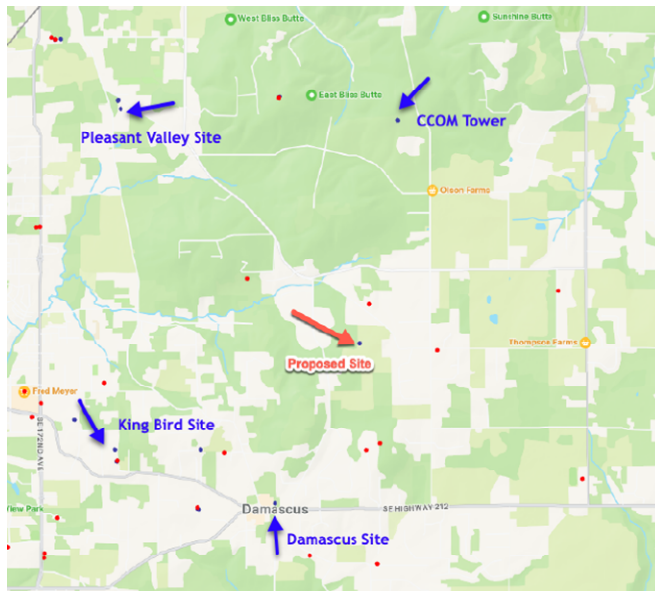 West Bliss Butte
Sunshine Butte
East Bliss Butte
CCOM Tower
Pleasant Valley Site
Olson Farms
Thompson Farms
Proposed Site
Fred Meyer
SE 172ND AVE
King Bird Site
View Park
Damascus
SE HIGHWAY 212
Damascus Site